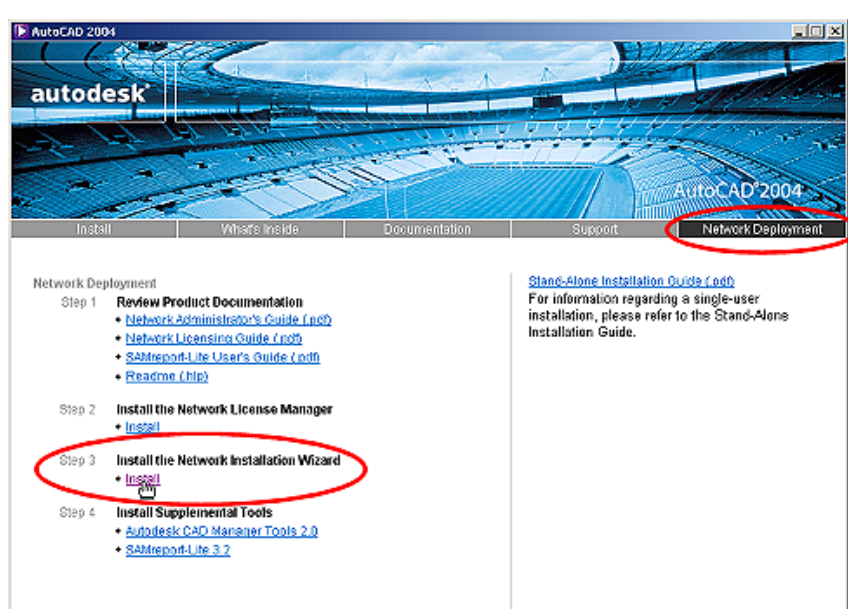 AutoCAD 2004
autodesk®
AutoCAD®2004
Install
What's Inside
Documentation
Support
Network Deployment
Network Deployment
Step 1 Review Product Documentation
• Network Administrator's Guide (.pdf)
• Network Licensing Guide (.pdf)
• SAMreport-Lite User's Guide (.pdf)
• Readme (.hlp)
Step 2 Install the Network License Manager
• Install
Step 3 Install the Network Installation Wizard
• Install
Step 4 Install Supplemental Tools
• Autodesk CAD Manager Tools 2.0
• SAMreport-Lite 3.2
Stand-Alone Installation Guide (.pdf)
For information regarding a single-user
installation, please refer to the Stand-Alone
Installation Guide.